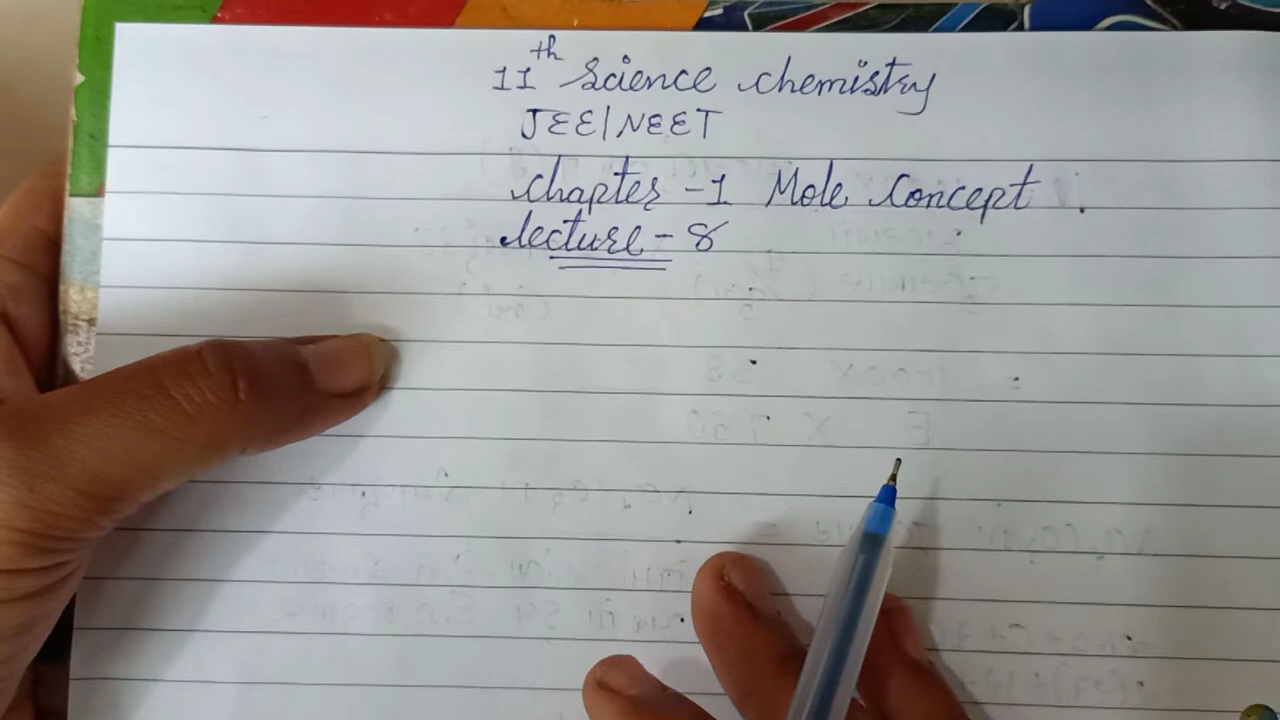 11th Science chemistry
JEE/NEET
chapter -1 Mole Concept.
lecture - 8